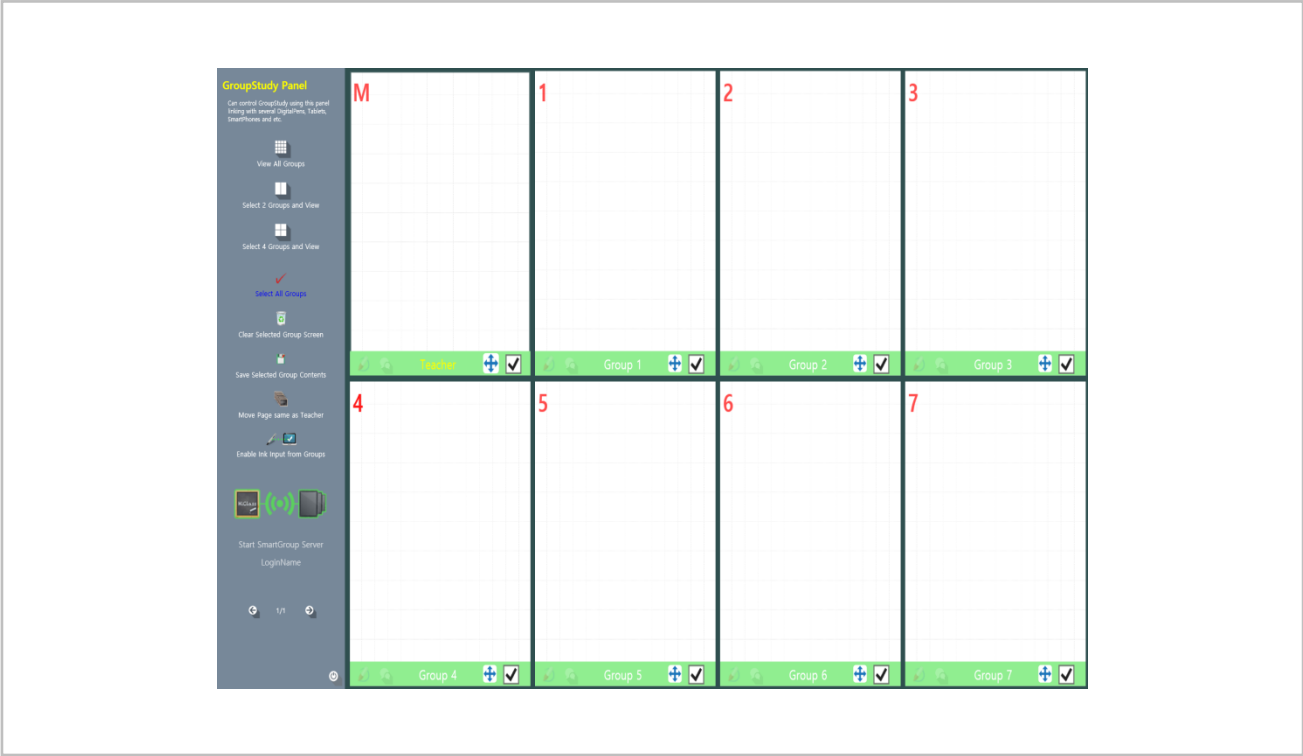 GroupStudy Panel
Can control GroupStudy using this panel
linking with several DigitalPens, Tablets,
SmartPhones and etc.
View All Groups
Select 2 Groups and View
Select 4 Groups and View
Select All Groups
Clear Selected Group Screen
Save Selected Group Contents
Move Page same as Teacher
Enable Ink Input from Groups
Start SmartGroup Server
LoginName
1/1
M
1
2
3
Teacher
Group 1
Group 2
Group 3
4
5
6
7
Group 4
Group 5
Group 6
Group 7